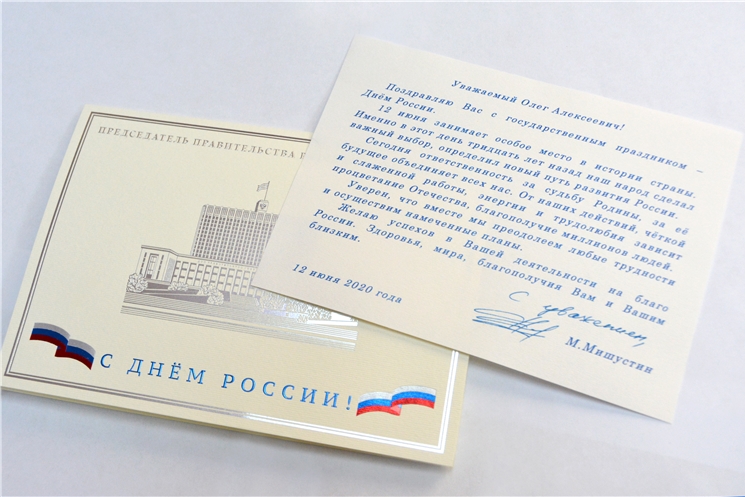 ПРЕДСЕДАТЕЛЬ ПРАВИТЕЛЬСТВА
С ДНЁМ РОССИИ!
Уважаемый Олег Алексеевич!
Поздравляю Вас с государственным праздником –
Днём России.
12 июня занимает особое место в истории страны.
Именно в этот день тридцать лет назад наш народ сделал
важный выбор, определил новый путь развития России.
Сегодня ответственность за судьбу Родины, за её
будущее объединяет всех нас. От наших действий, чёткой
и слаженной работы, энергии и трудолюбия зависит
процветание Отечества, благополучие миллионов людей.
Уверен, что вместе мы преодолеем любые трудности
и осуществим намеченные планы.
Желаю успехов в Вашей деятельности на благо
России. Здоровья, мира, благополучия Вам и Вашим
близким.
12 июня 2020 года
С уважением
М.Мишустин